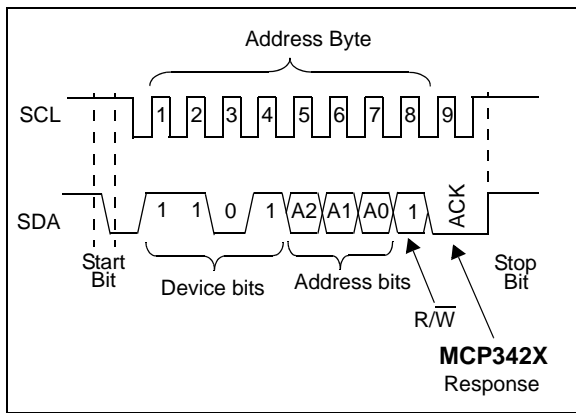 Address Byte
SCL 1 2 3 4 5 6 7 8 9
SDA 1 1 0 1 A2 A1 A0 1 ACK
Start
Bit
Device bits
Address bits
Stop
Bit
R/W̅
MCP342X
Response